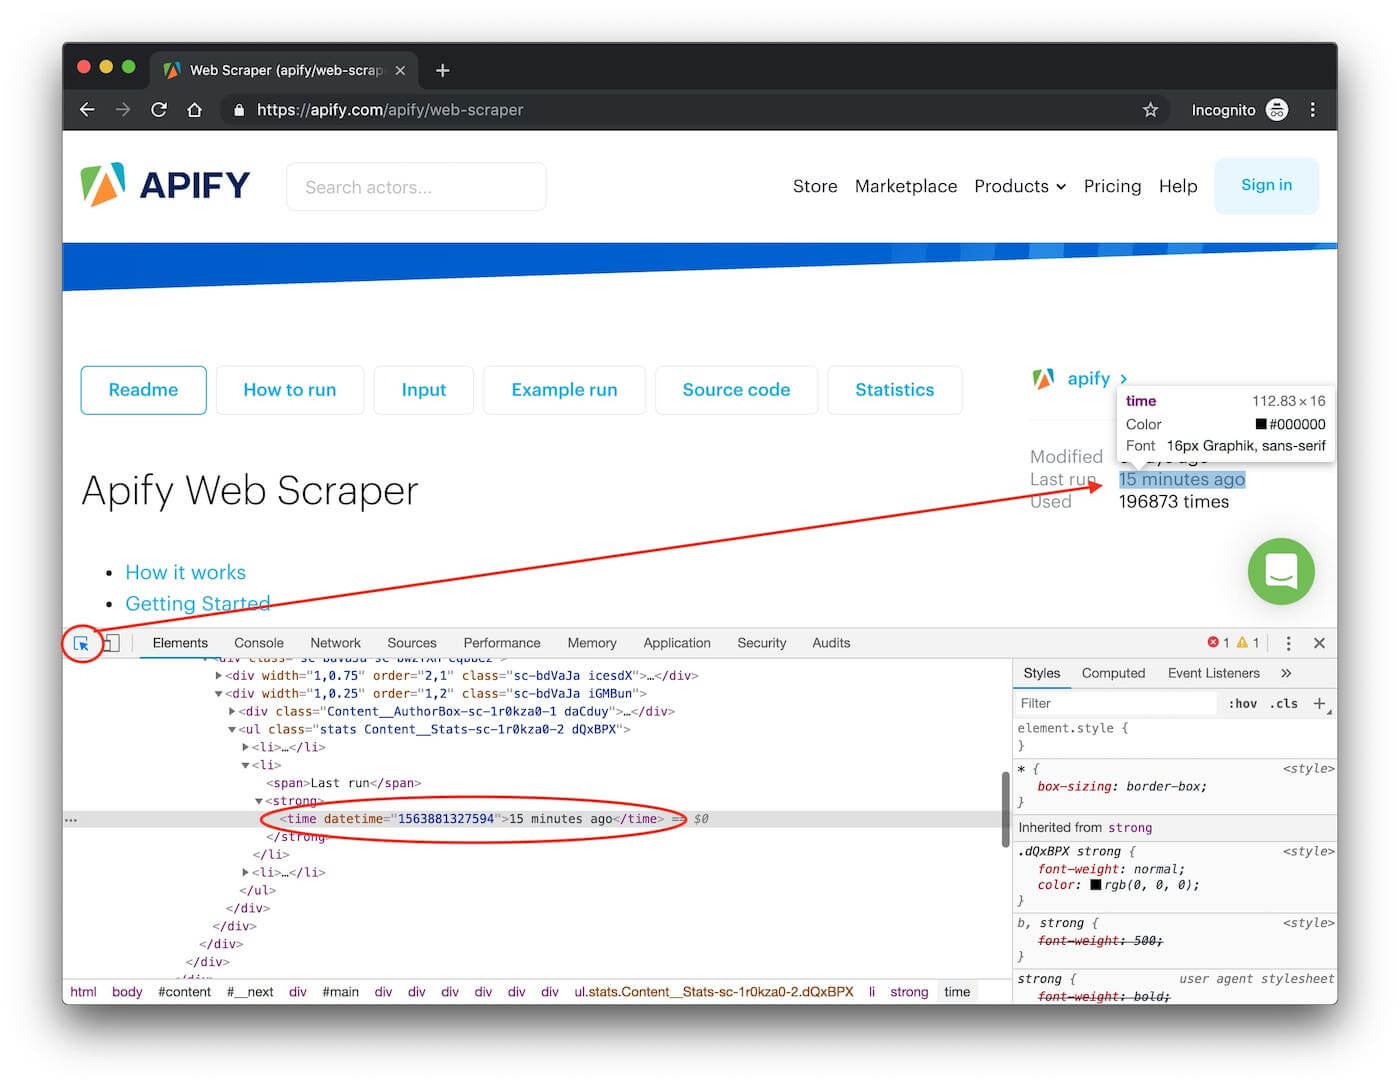 Web Scraper (apify/web-scrap
https://apify.com/apify/web-scraper
Incognito
APIFY
Search actors...
Store Marketplace Products Pricing Help Sign in
Readme How to run Input Example run Source code Statistics
apify
time 112.83 × 16
Color #000000
Font 16px Graphik, sans-serif
Modified
Last run 15 minutes ago
Used 196873 times
Apify Web Scraper
• How it works
• Getting Started
Elements Console Network Sources Performance Memory Application Security Audits 1 1
<div width="1,0.75" order="2,1" class="sc-bdVaJa icesdX">…</div>
<div width="1,0.25" order="1,2" class="sc-bdVaJa iGMBun">
<div class="Content__AuthorBox-sc-1r0kza0-1 daCduy">…</div>
<ul class="stats Content__Stats-sc-1r0kza0-2 dQxBPX">
<li>…</li>
<li>
<span>Last run</span>
<strong>
<time datetime="1563881327594">15 minutes ago</time> == $0
</strong>
</li>
<li>…</li>
</ul>
</div>
</div>
</div>
</div>
html body #content #__next div #main div div div div div div ul.stats.Content__Stats-sc-1r0kza0-2.dQxBPX li strong time
Styles Computed Event Listeners »
Filter :hov .cls +
element.style {
}
* { <style>
box-sizing: border-box;
}
Inherited from strong
.dQxBPX strong { <style>
font-weight: normal;
color: rgb(0, 0, 0);
}
b, strong { <style>
font-weight: 500;
}
strong { user agent stylesheet
font-weight: bold;